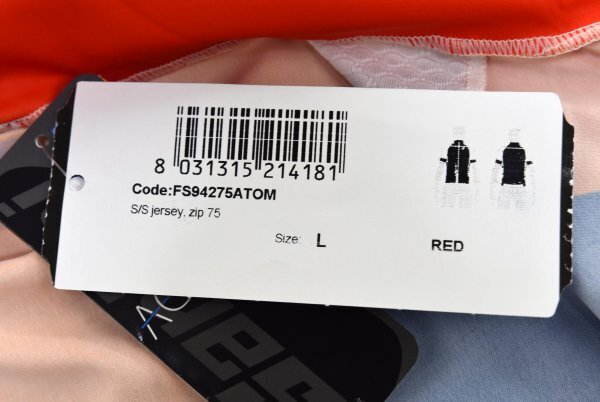 8 031315 214181
Code:FS94275ATOM
S/S jersey, zip 75
Size: L
RED